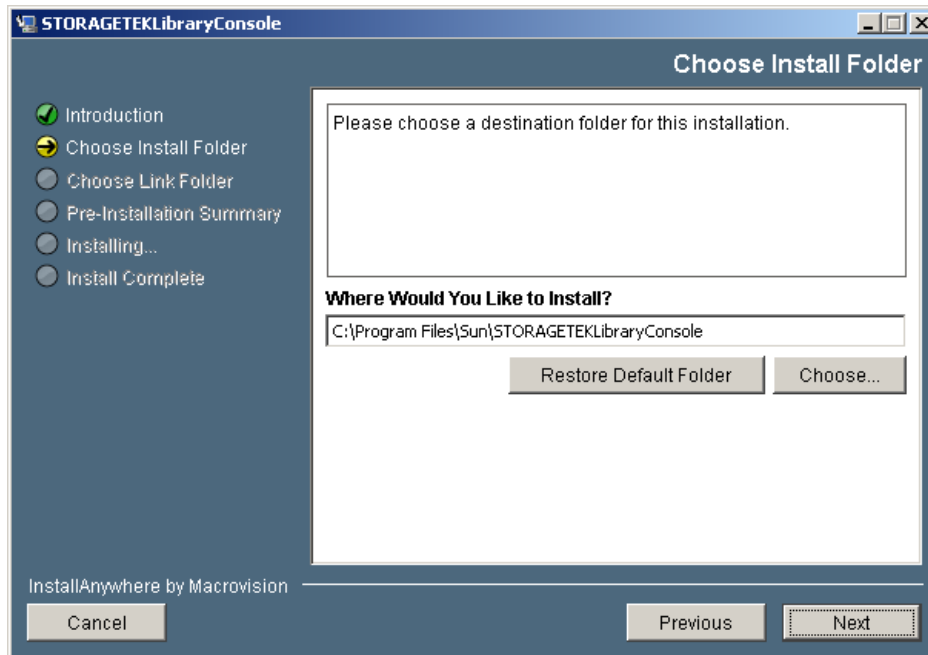 STORAGETEKLibraryConsole
Choose Install Folder
Introduction
Choose Install Folder
Choose Link Folder
Pre-Installation Summary
Installing...
Install Complete
Please choose a destination folder for this installation.
Where Would You Like to Install?
C:\Program Files\Sun\STORAGETEKLibraryConsole
Restore Default Folder Choose...
InstallAnywhere by Macrovision
Cancel Previous Next